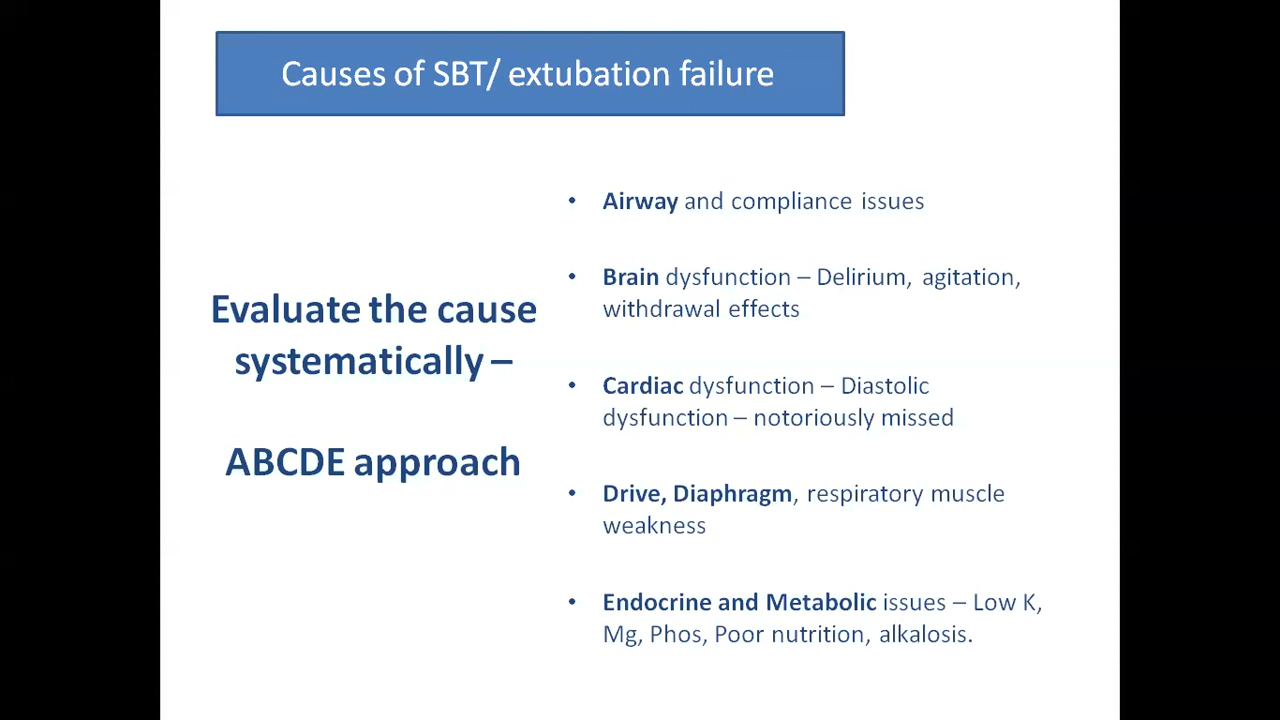 Causes of SBT/ extubation failure
Evaluate the cause
systematically –
ABCDE approach
• Airway and compliance issues
• Brain dysfunction – Delirium, agitation,
withdrawal effects
• Cardiac dysfunction – Diastolic
dysfunction – notoriously missed
• Drive, Diaphragm, respiratory muscle
weakness
• Endocrine and Metabolic issues – Low K,
Mg, Phos, Poor nutrition, alkalosis.